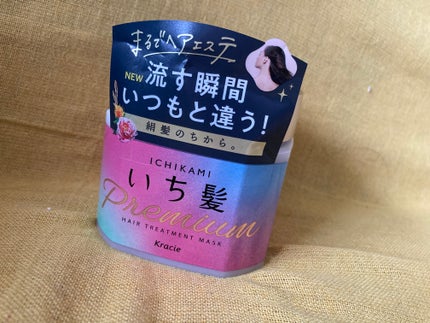 まるでヘアエステ
NEW 流す瞬間
いつもと違う!
絹髪のちから。
ICHIKAMI
いち髪
Premium
HAIR TREATMENT MASK
Kracie